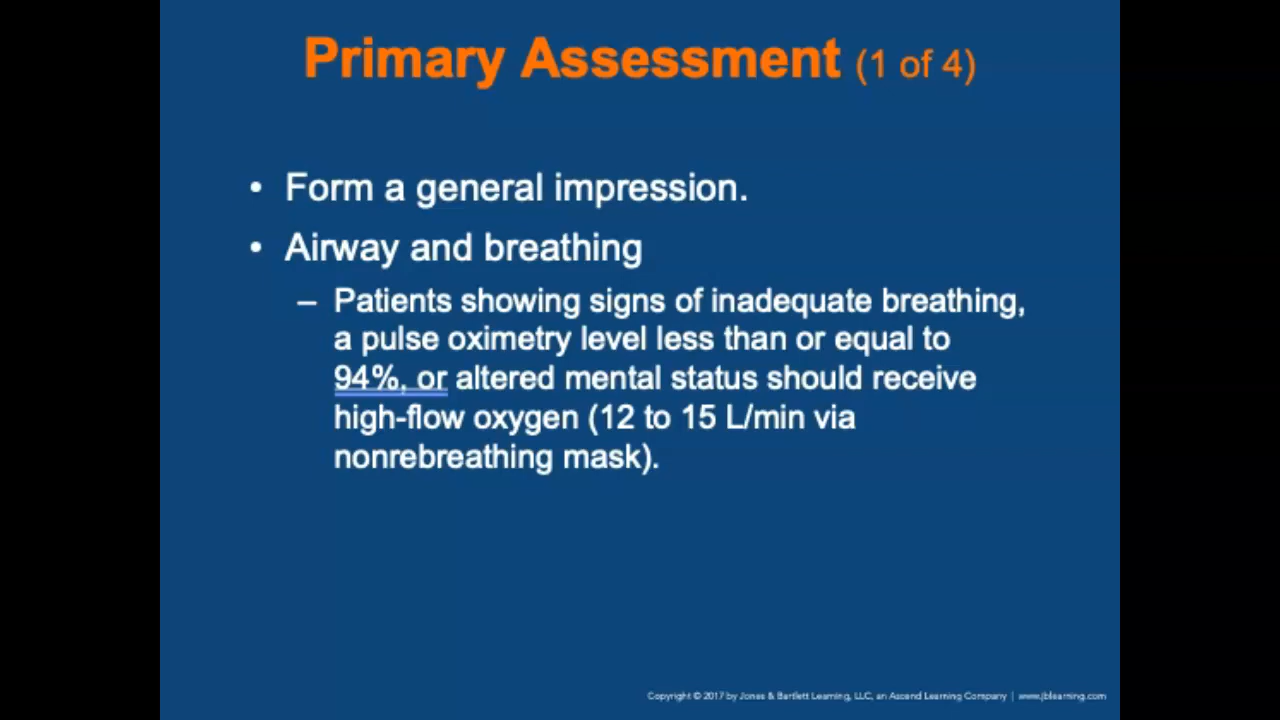 Primary Assessment (1 of 4)
• Form a general impression.
• Airway and breathing
– Patients showing signs of inadequate breathing,
a pulse oximetry level less than or equal to
94%, or altered mental status should receive
high-flow oxygen (12 to 15 L/min via
nonrebreathing mask).
Copyright © 2017 by Jones & Bartlett Learning, LLC, an Ascend Learning Company | www.jblearning.com